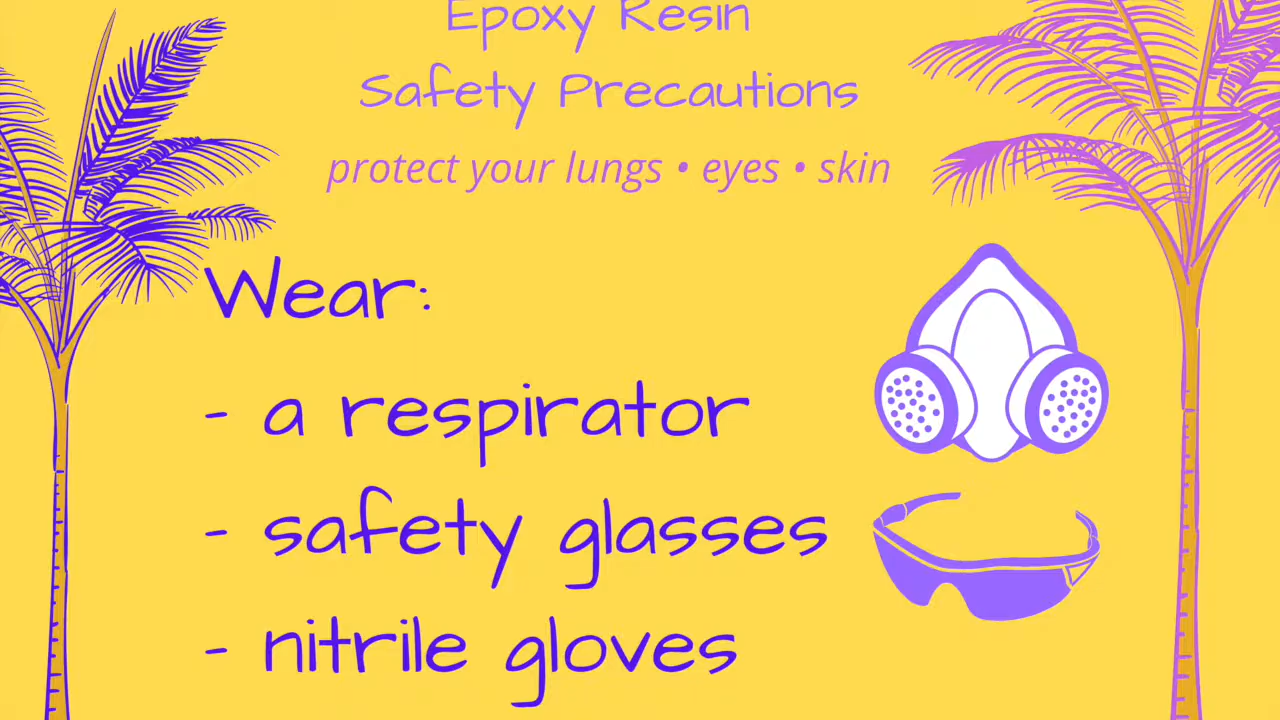 Epoxy Resin
Safety Precautions
protect your lungs • eyes • skin
Wear:
- a respirator
- safety glasses
- nitrile gloves